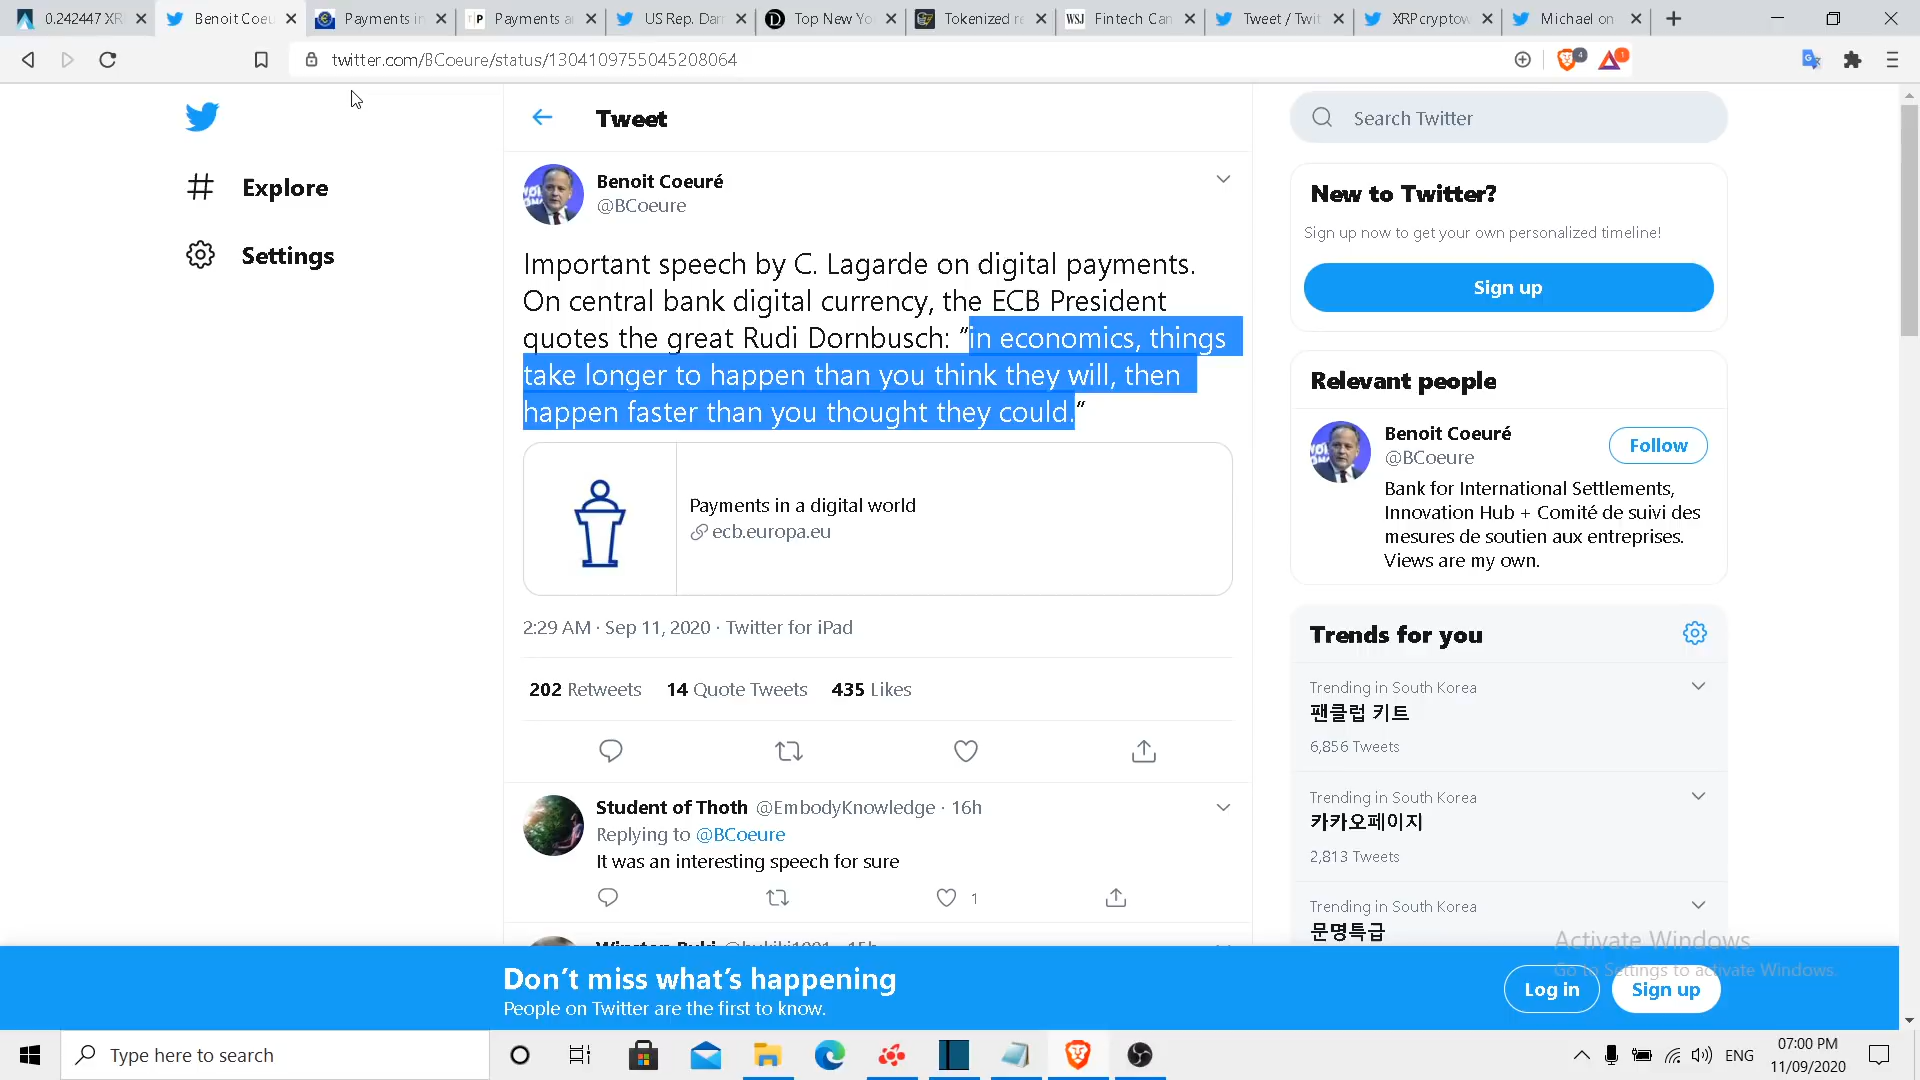 0.242447 XR
Benoit Coeu
Payments in
Payments a
US Rep. Dar
Top New Yo
Tokenized re
WSJ Fintech Can
Tweet / Twit
XRPcryptow
Michael on
twitter.com/BCoeure/status/1304109755045208064
4
1
Explore
Settings
Tweet
Benoit Coeuré
@BCoeure
Important speech by C. Lagarde on digital payments.
On central bank digital currency, the ECB President
quotes the great Rudi Dornbusch: “in economics, things
take longer to happen than you think they will, then
happen faster than you thought they could.”
Payments in a digital world
ecb.europa.eu
2:29 AM · Sep 11, 2020 · Twitter for iPad
202 Retweets 14 Quote Tweets 435 Likes
Student of Thoth @EmbodyKnowledge · 16h
Replying to @BCoeure
It was an interesting speech for sure
1
Search Twitter
New to Twitter?
Sign up now to get your own personalized timeline!
Sign up
Relevant people
Benoit Coeuré
@BCoeure
Follow
Bank for International Settlements,
Innovation Hub + Comité de suivi des
mesures de soutien aux entreprises.
Views are my own.
Trends for you
Trending in South Korea
팬클럽 키트
6,856 Tweets
Trending in South Korea
카카오페이지
2,813 Tweets
Trending in South Korea
문명특급
Activate Windows
Go to Settings to activate Windows.
Don’t miss what’s happening
People on Twitter are the first to know.
Log in
Sign up
Type here to search
ENG
07:00 PM
11/09/2020